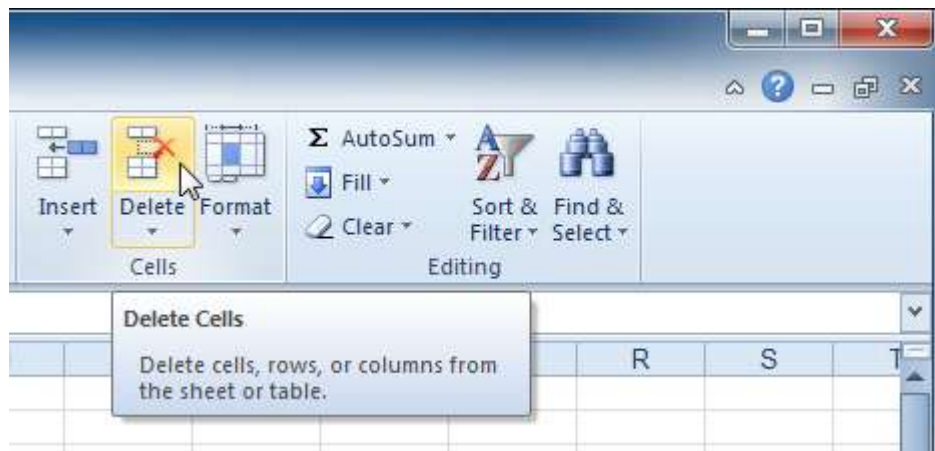 Σ AutoSum
Fill
Clear
Insert Delete Format
Sort & Filter
Find & Select
Cells
Editing
Delete Cells
Delete cells, rows, or columns from
the sheet or table.
R S T